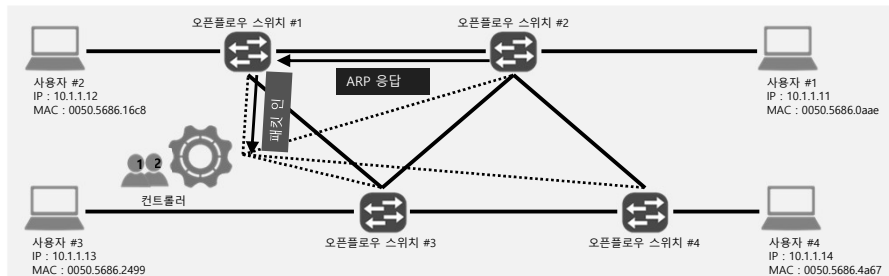 오픈플로우 스위치 #1
오픈플로우 스위치 #2
사용자 #2
IP : 10.1.1.12
MAC : 0050.5686.16c8
ARP 응답
패킷 인
사용자 #1
IP : 10.1.1.11
MAC : 0050.5686.0aae
1 2
컨트롤러
사용자 #3
IP : 10.1.1.13
MAC : 0050.5686.2499
오픈플로우 스위치 #3
오픈플로우 스위치 #4
사용자 #4
IP : 10.1.1.14
MAC : 0050.5686.4a67